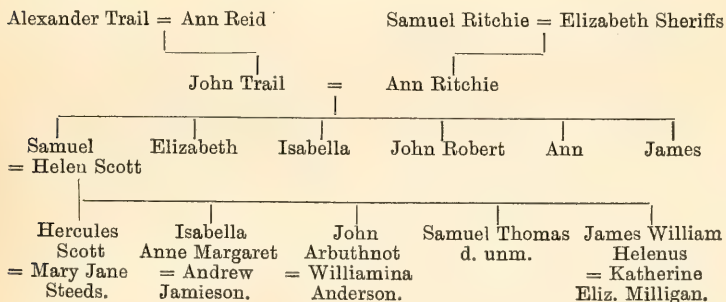 Alexander Trail = Ann Reid Samuel Ritchie = Elizabeth Sheriffs
John Trail = Ann Ritchie
Samuel Elizabeth Isabella John Robert Ann James
= Helen Scott
Hercules Isabella John Samuel Thomas James William
Scott Anne Margaret Arbuthnot d. unm. Helenus
= Mary Jane = Andrew = Williamina = Katherine
Steeds. Jamieson. Anderson. Eliz. Milligan.